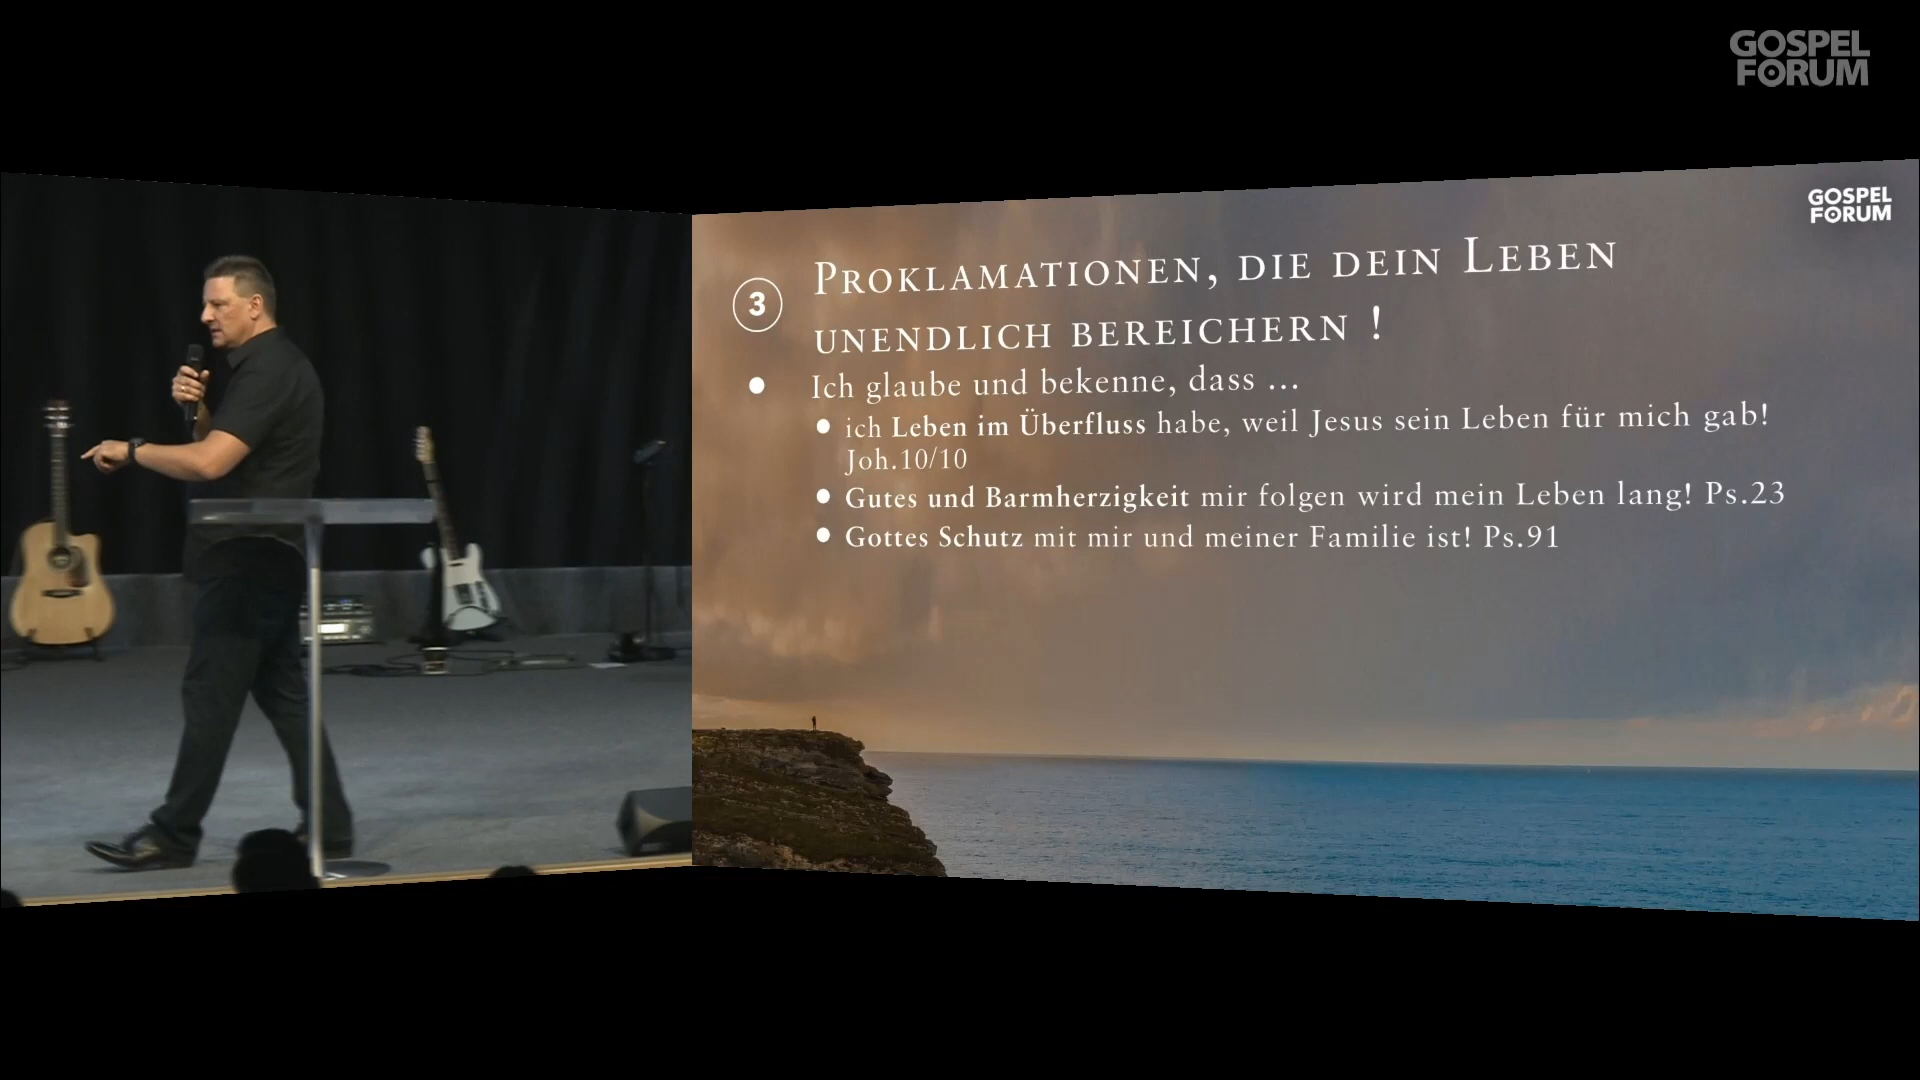 GOSPEL
FORUM
GOSPEL
FORUM
3
Proklamationen, die dein Leben
unendlich bereichern !
Ich glaube und bekenne, dass ...
ich Leben im Überfluss habe, weil Jesus sein Leben für mich gab!
Joh.10/10
Gutes und Barmherzigkeit mir folgen wird mein Leben lang! Ps.23
Gottes Schutz mit mir und meiner Familie ist! Ps.91